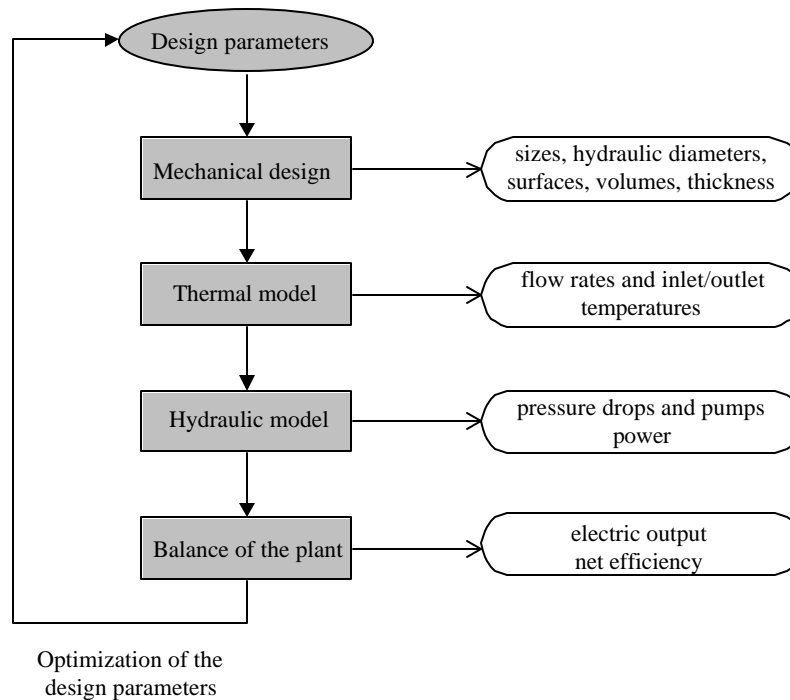 Design parameters
Mechanical design
sizes, hydraulic diameters,
surfaces, volumes, thickness
Thermal model
flow rates and inlet/outlet
temperatures
Hydraulic model
pressure drops and pumps
power
Balance of the plant
electric output
net efficiency
Optimization of the
design parameters